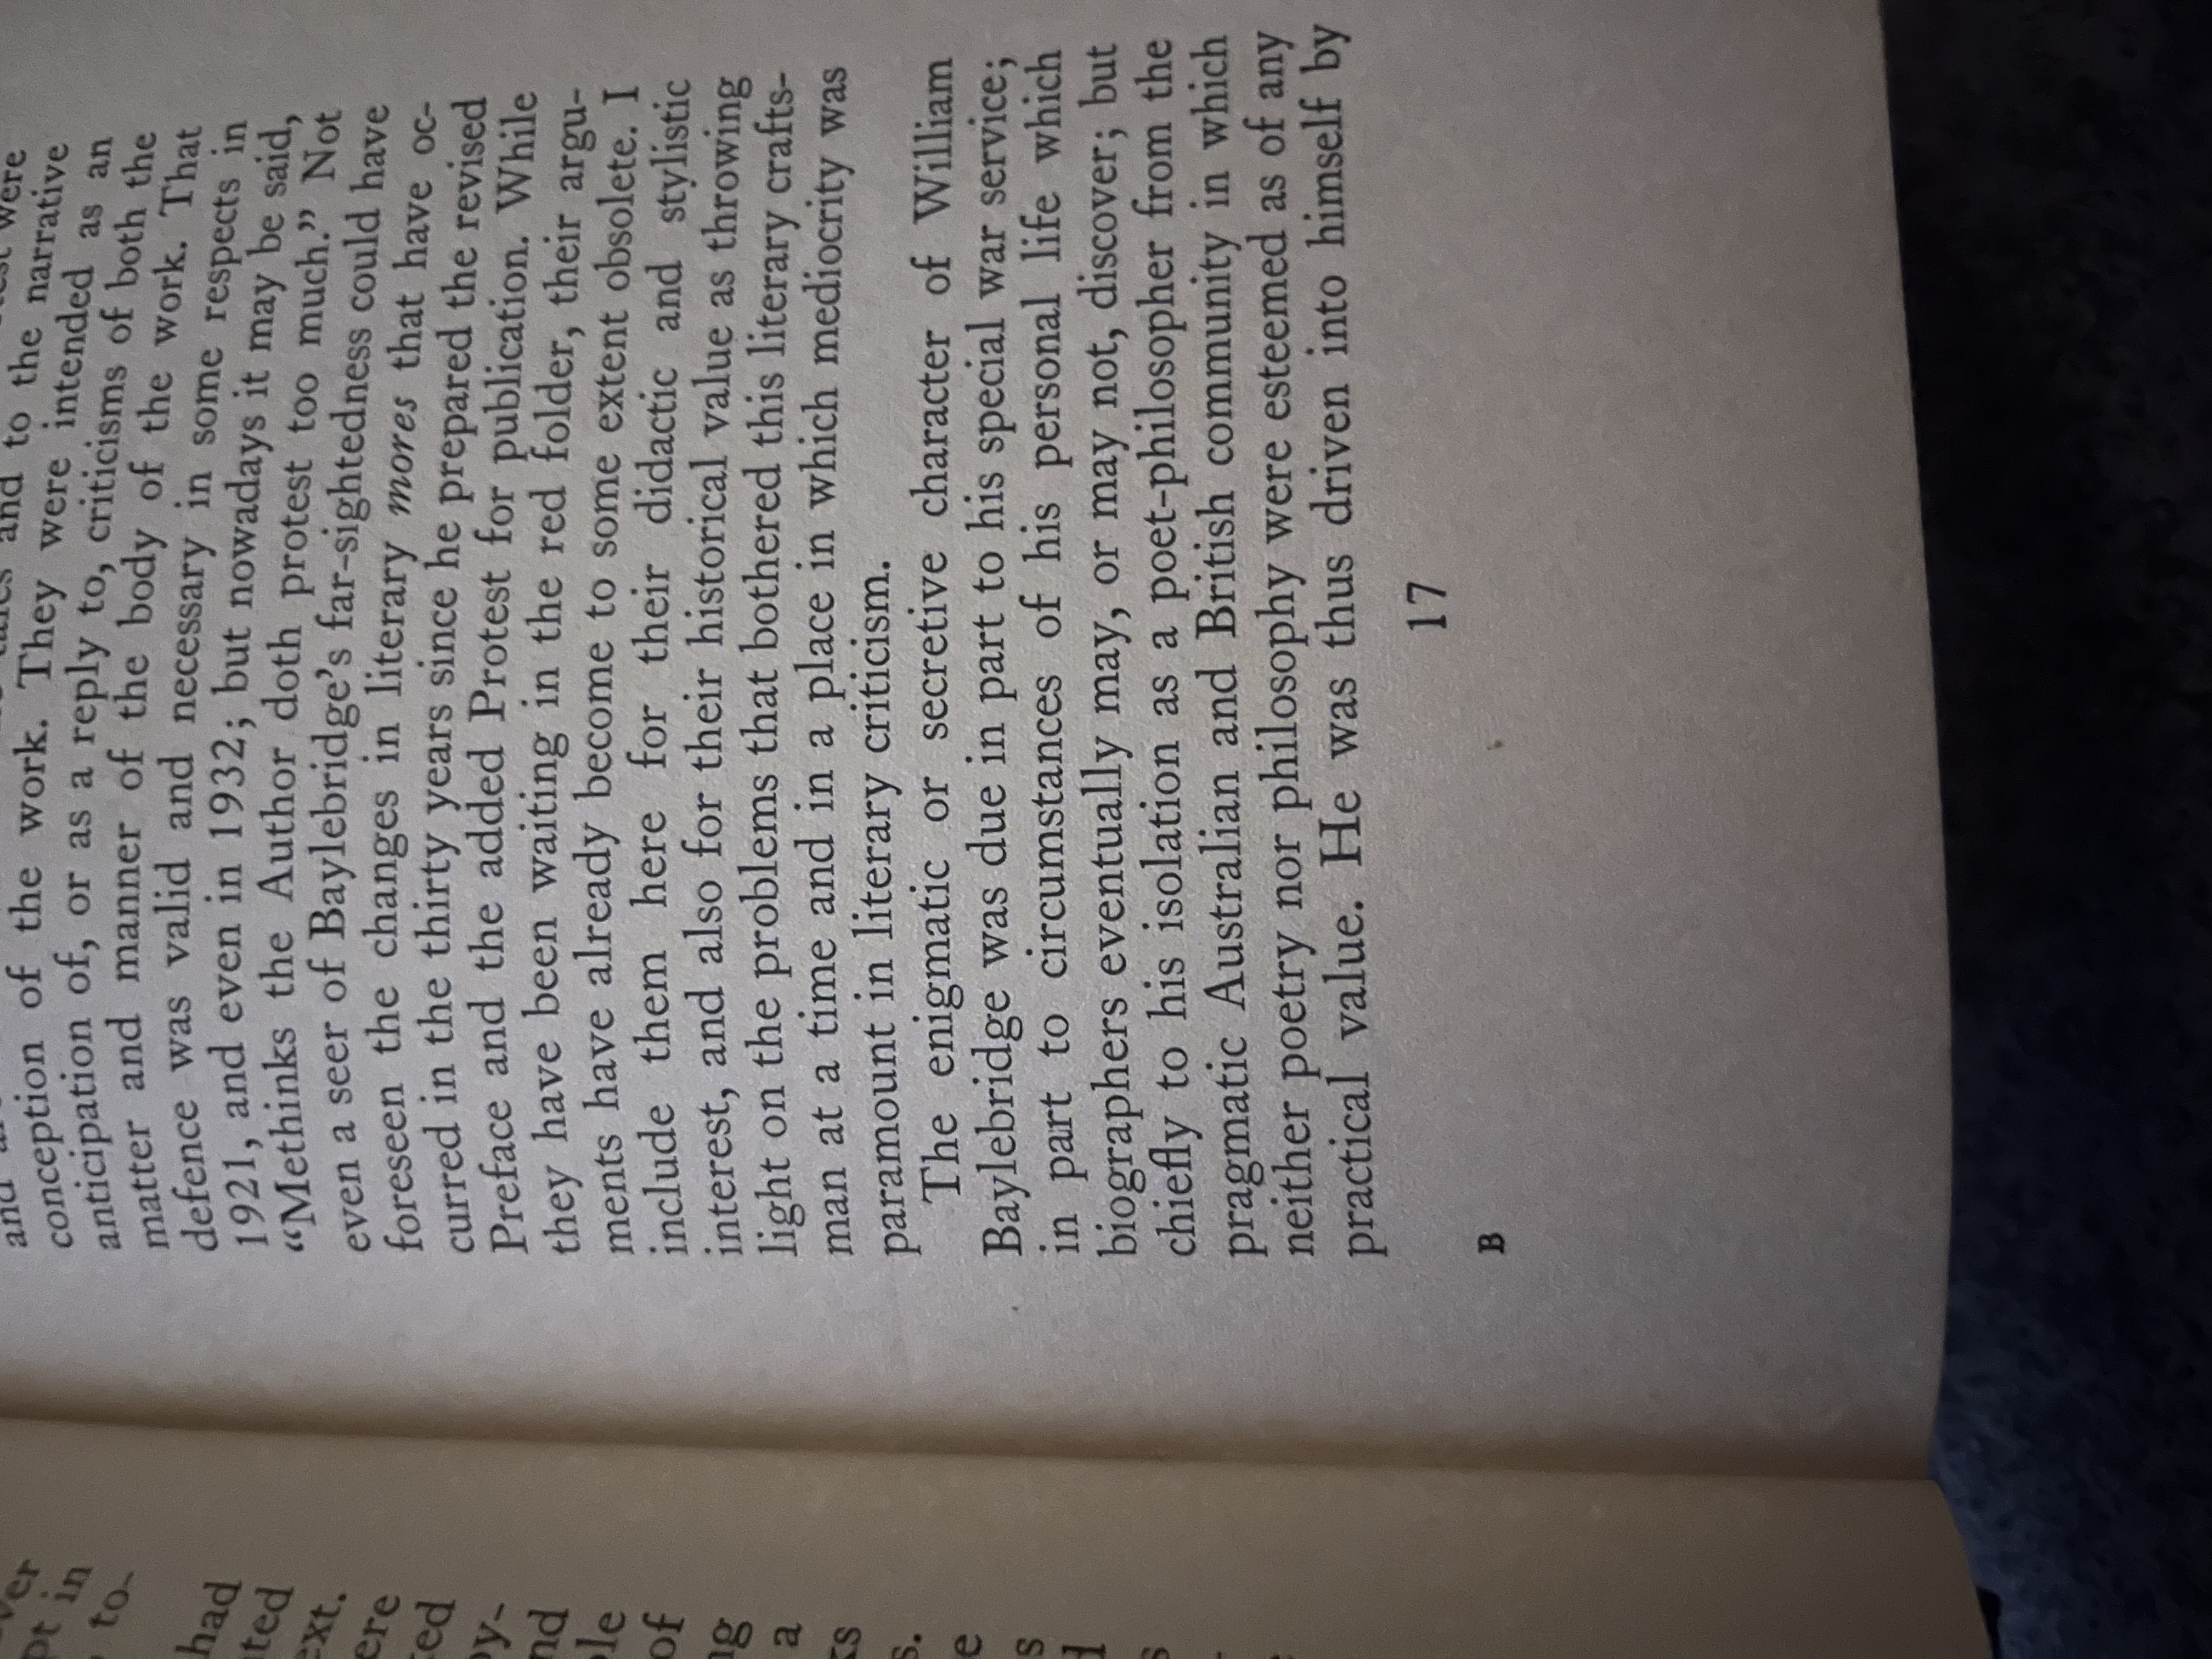 and to the narrative
conception of the work. They were intended as an
anticipation of, or as a reply to, criticisms of both the
matter and manner of the body of the work. That
defence was valid and necessary in some respects in
1921, and even in 1932; but nowadays it may be said,
“Methinks the Author doth protest too much.” Not
even a seer of Baylebridge's far-sightedness could have
foreseen the changes in literary mores that have oc-
curred in the thirty years since he prepared the revised
Preface and the added Protest for publication. While
they have been waiting in the red folder, their argu-
ments have already become to some extent obsolete. I
include them here for their didactic and stylistic
interest, and also for their historical value as throwing
light on the problems that bothered this literary crafts-
man at a time and in a place in which mediocrity was
paramount in literary criticism.
The enigmatic or secretive character of William
Baylebridge was due in part to his special war service;
in part to circumstances of his personal life which
biographers eventually may, or may not, discover; but
chiefly to his isolation as a poet-philosopher from the
pragmatic Australian and British community in which
neither poetry nor philosophy were esteemed as of any
practical value. He was thus driven into himself by
17
B